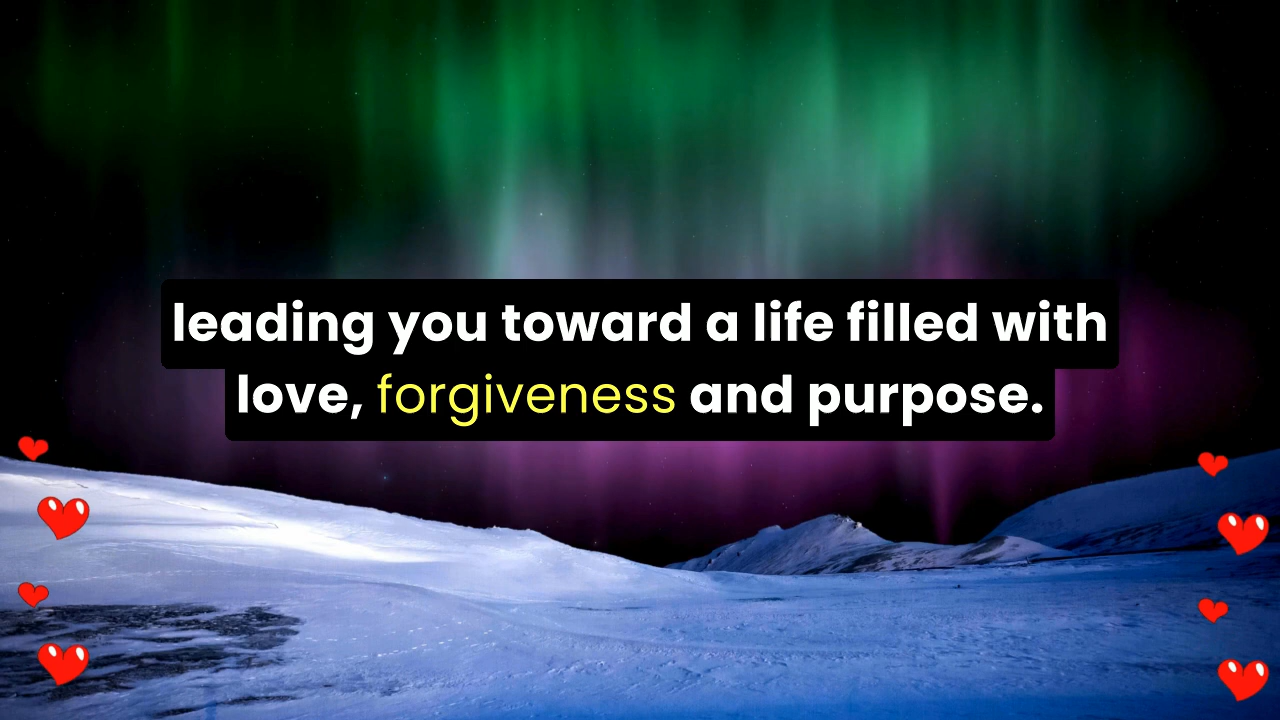 leading you toward a life filled with
love, forgiveness and purpose.